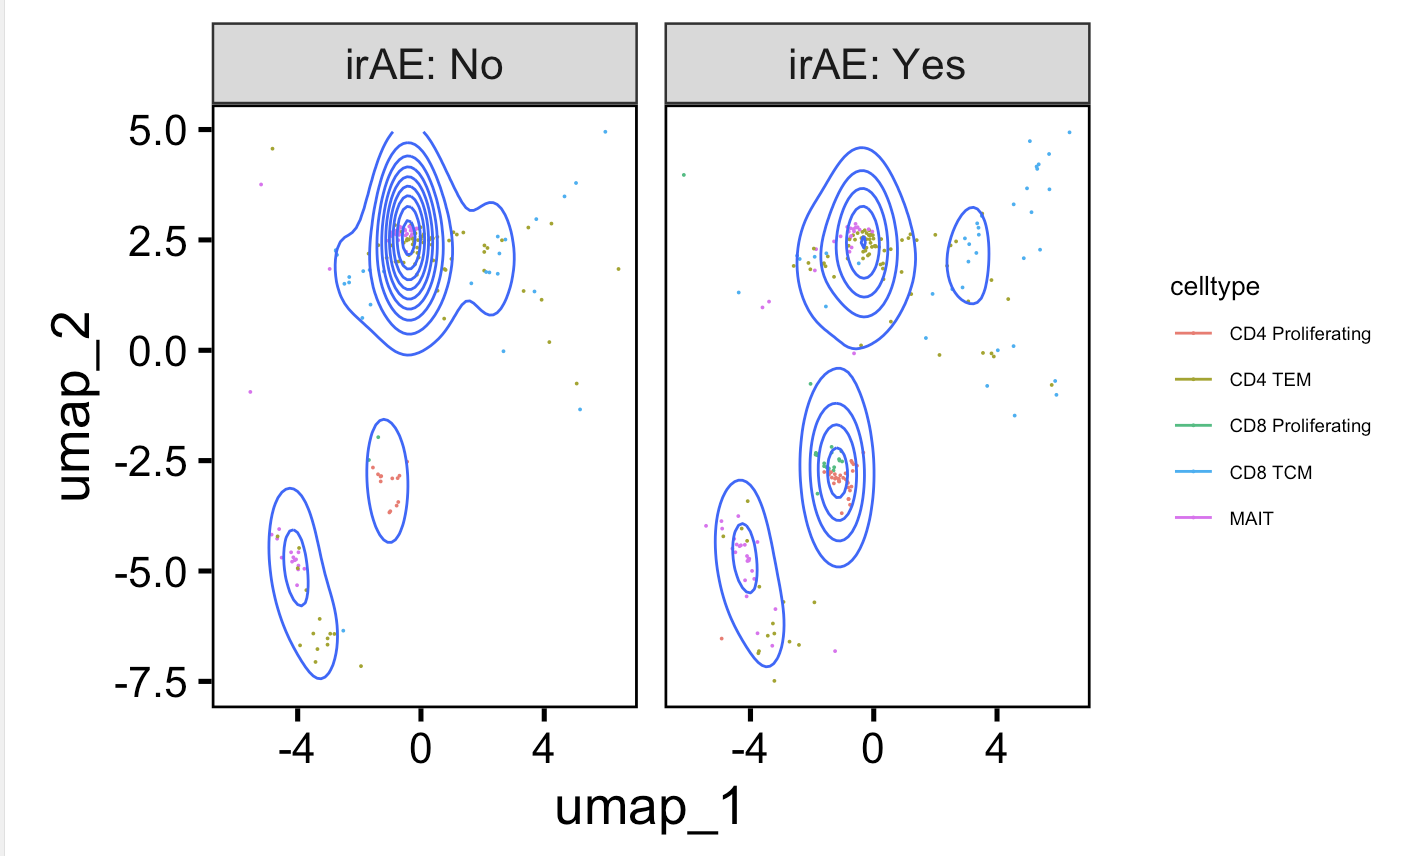 irAE: No
irAE: Yes
5.0
2.5
0.0
-2.5
-5.0
-7.5
umap_2
-4 0 4
-4 0 4
umap_1
celltype
CD4 Proliferating
CD4 TEM
CD8 Proliferating
CD8 TCM
MAIT